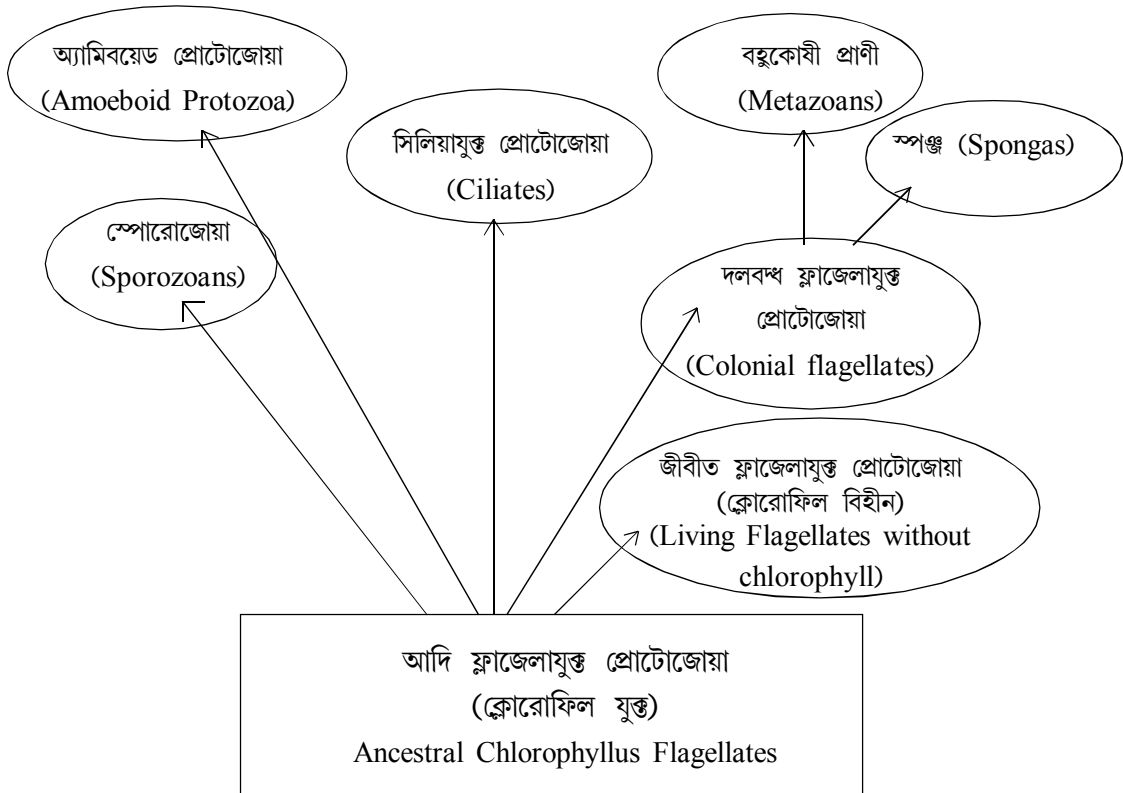 অ্যামিবয়েড প্রোটোজোয়া
(Amoeboid Protozoa)
বহুকোষী প্রাণী
(Metazoans)
সিলিয়াযুক্ত প্রোটোজোয়া
(Ciliates)
স্পঞ্জ (Spongas)
স্পোরোজোয়া
(Sporozoans)
দলবদ্ধ ফ্লাজেলাযুক্ত
প্রোটোজোয়া
(Colonial flagellates)
জীবীত ফ্লাজেলাযুক্ত প্রোটোজোয়া
(ক্লোরোফিল বিহীন)
(Living Flagellates without
chlorophyll)
আদি ফ্লাজেলাযুক্ত প্রোটোজোয়া
(ক্লোরোফিল যুক্ত)
Ancestral Chlorophyllus Flagellates